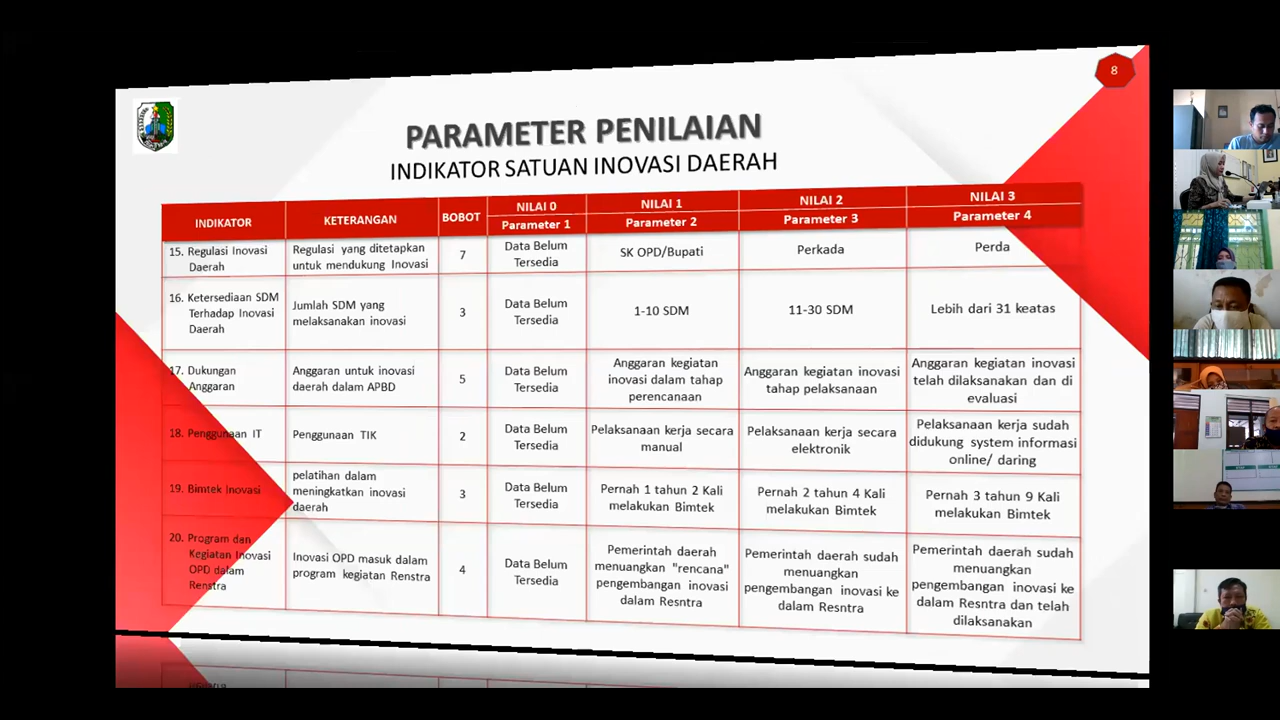 8
PARAMETER PENILAIAN
INDIKATOR SATUAN INOVASI DAERAH
INDIKATOR
KETERANGAN
BOBOT
NILAI 0
Parameter 1
NILAI 1
Parameter 2
NILAI 2
Parameter 3
NILAI 3
Parameter 4
15. Regulasi Inovasi
Daerah
Regulasi yang ditetapkan
untuk mendukung Inovasi
7
Data Belum
Tersedia
SK OPD/Bupati
Perkada
Perda
16. Ketersediaan SDM
Terhadap Inovasi
Daerah
Jumlah SDM yang
melaksanakan inovasi
3
Data Belum
Tersedia
1-10 SDM
11-30 SDM
Lebih dari 31 keatas
17. Dukungan
Anggaran
Anggaran untuk inovasi
daerah dalam APBD
5
Data Belum
Tersedia
Anggaran kegiatan
inovasi dalam tahap
perencanaan
Anggaran kegiatan inovasi
tahap pelaksanaan
Anggaran kegiatan inovasi
telah dilaksanakan dan di
evaluasi
18. Penggunaan IT
Penggunaan TIK
2
Data Belum
Tersedia
Pelaksanaan kerja secara
manual
Pelaksanaan kerja secara
elektronik
Pelaksanaan kerja sudah
didukung system informasi
online/ daring
19. Bimtek Inovasi
pelatihan dalam
meningkatkan inovasi
daerah
3
Data Belum
Tersedia
Pernah 1 tahun 2 Kali
melakukan Bimtek
Pernah 2 tahun 4 Kali
melakukan Bimtek
Pernah 3 tahun 9 Kali
melakukan Bimtek
20. Program dan
Kegiatan Inovasi
OPD dalam
Renstra
Inovasi OPD masuk dalam
program kegiatan Renstra
4
Data Belum
Tersedia
Pemerintah daerah
menuangkan "rencana"
pengembangan inovasi
dalam Resntra
Pemerintah daerah sudah
menuangkan
pengembangan inovasi ke
dalam Resntra
Pemerintah daerah sudah
menuangkan
pengembangan inovasi ke
dalam Resntra dan telah
dilaksanakan